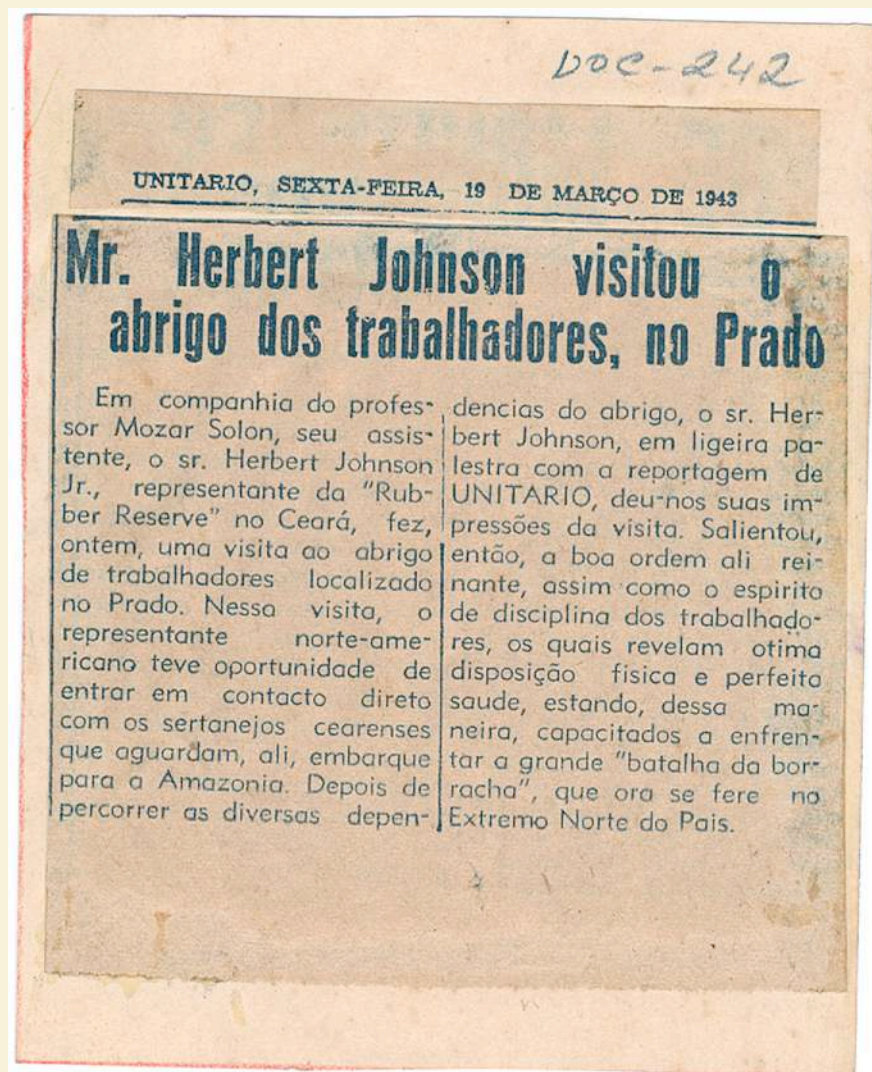 DOC-242
UNITARIO, SEXTA-FEIRA, 19 DE MARÇO DE 1943
Mr. Herbert Johnson visitou o
abrigo dos trabalhadores, no Prado
Em companhia do profes-
sor Mozar Solon, seu assis-
tente, o sr. Herbert Johnson
Jr., representante da "Rub-
ber Reserve" no Ceará, fez,
ontem, uma visita ao abrigo
de trabalhadores localizado
no Prado. Nessa visita, o
representante norte-ame-
ricano teve oportunidade de
entrar em contacto direto
com os sertanejos cearenses
que aguardam, ali, embarque
para a Amazonia. Depois de
percorrer as diversas depen-
dencias do abrigo, o sr. Her-
bert Johnson, em ligeira pa-
lestra com a reportagem de
UNITARIO, deu-nos suas im-
pressões da visita. Salientou,
então, a boa ordem ali rei-
nante, assim como o espirito
de disciplina dos trabalhado-
res, os quais revelam otima
disposição fisica e perfeita
saude, estando, dessa ma-
neira, capacitados a enfren-
tar a grande "batalha da bor-
racha", que ora se fere no
Extremo Norte do Pais.